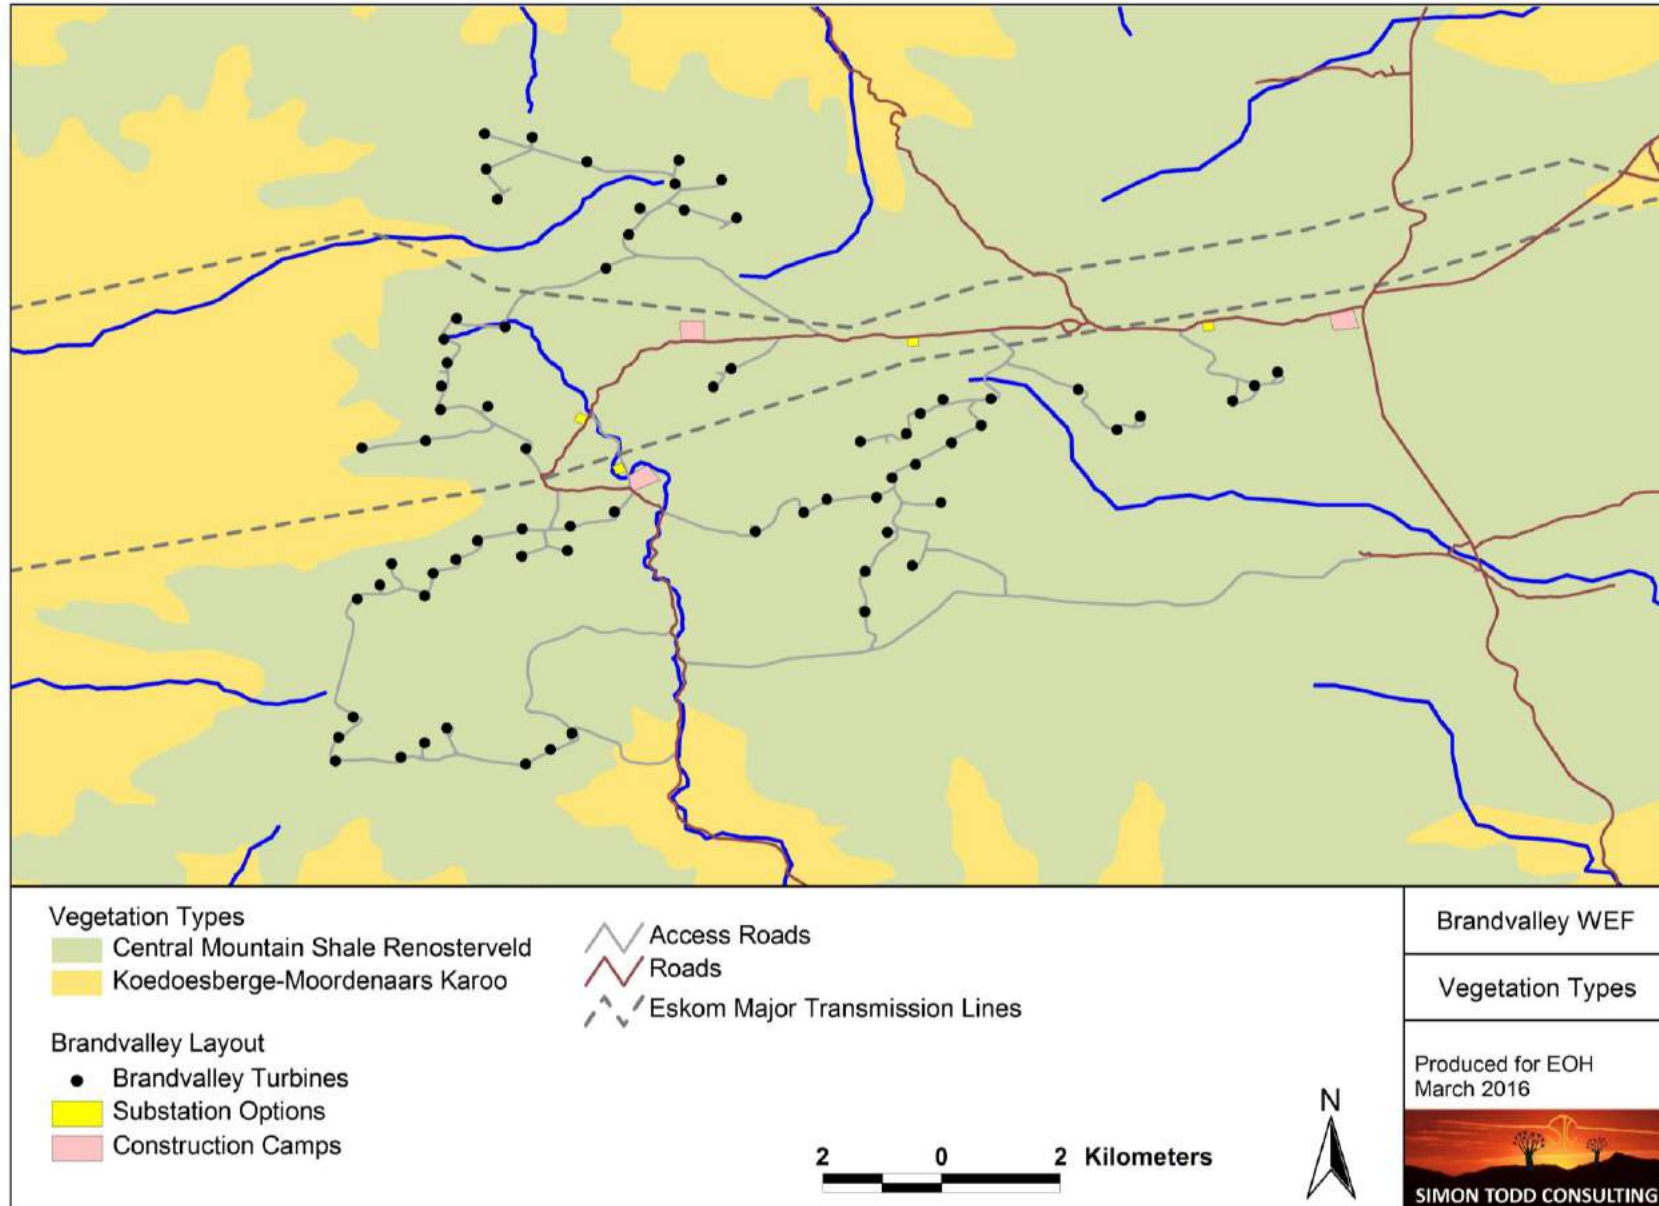 Vegetation Types
Central Mountain Shale Renosterveld
Koedoesberge-Moordenaars Karoo
Brandvalley Layout
Brandvalley Turbines
Substation Options
Construction Camps
Access Roads
Roads
Eskom Major Transmission Lines
2 0 2 Kilometers
N
Brandvalley WEF
Vegetation Types
Produced for EOH
March 2016
SIMON TODD CONSULTING